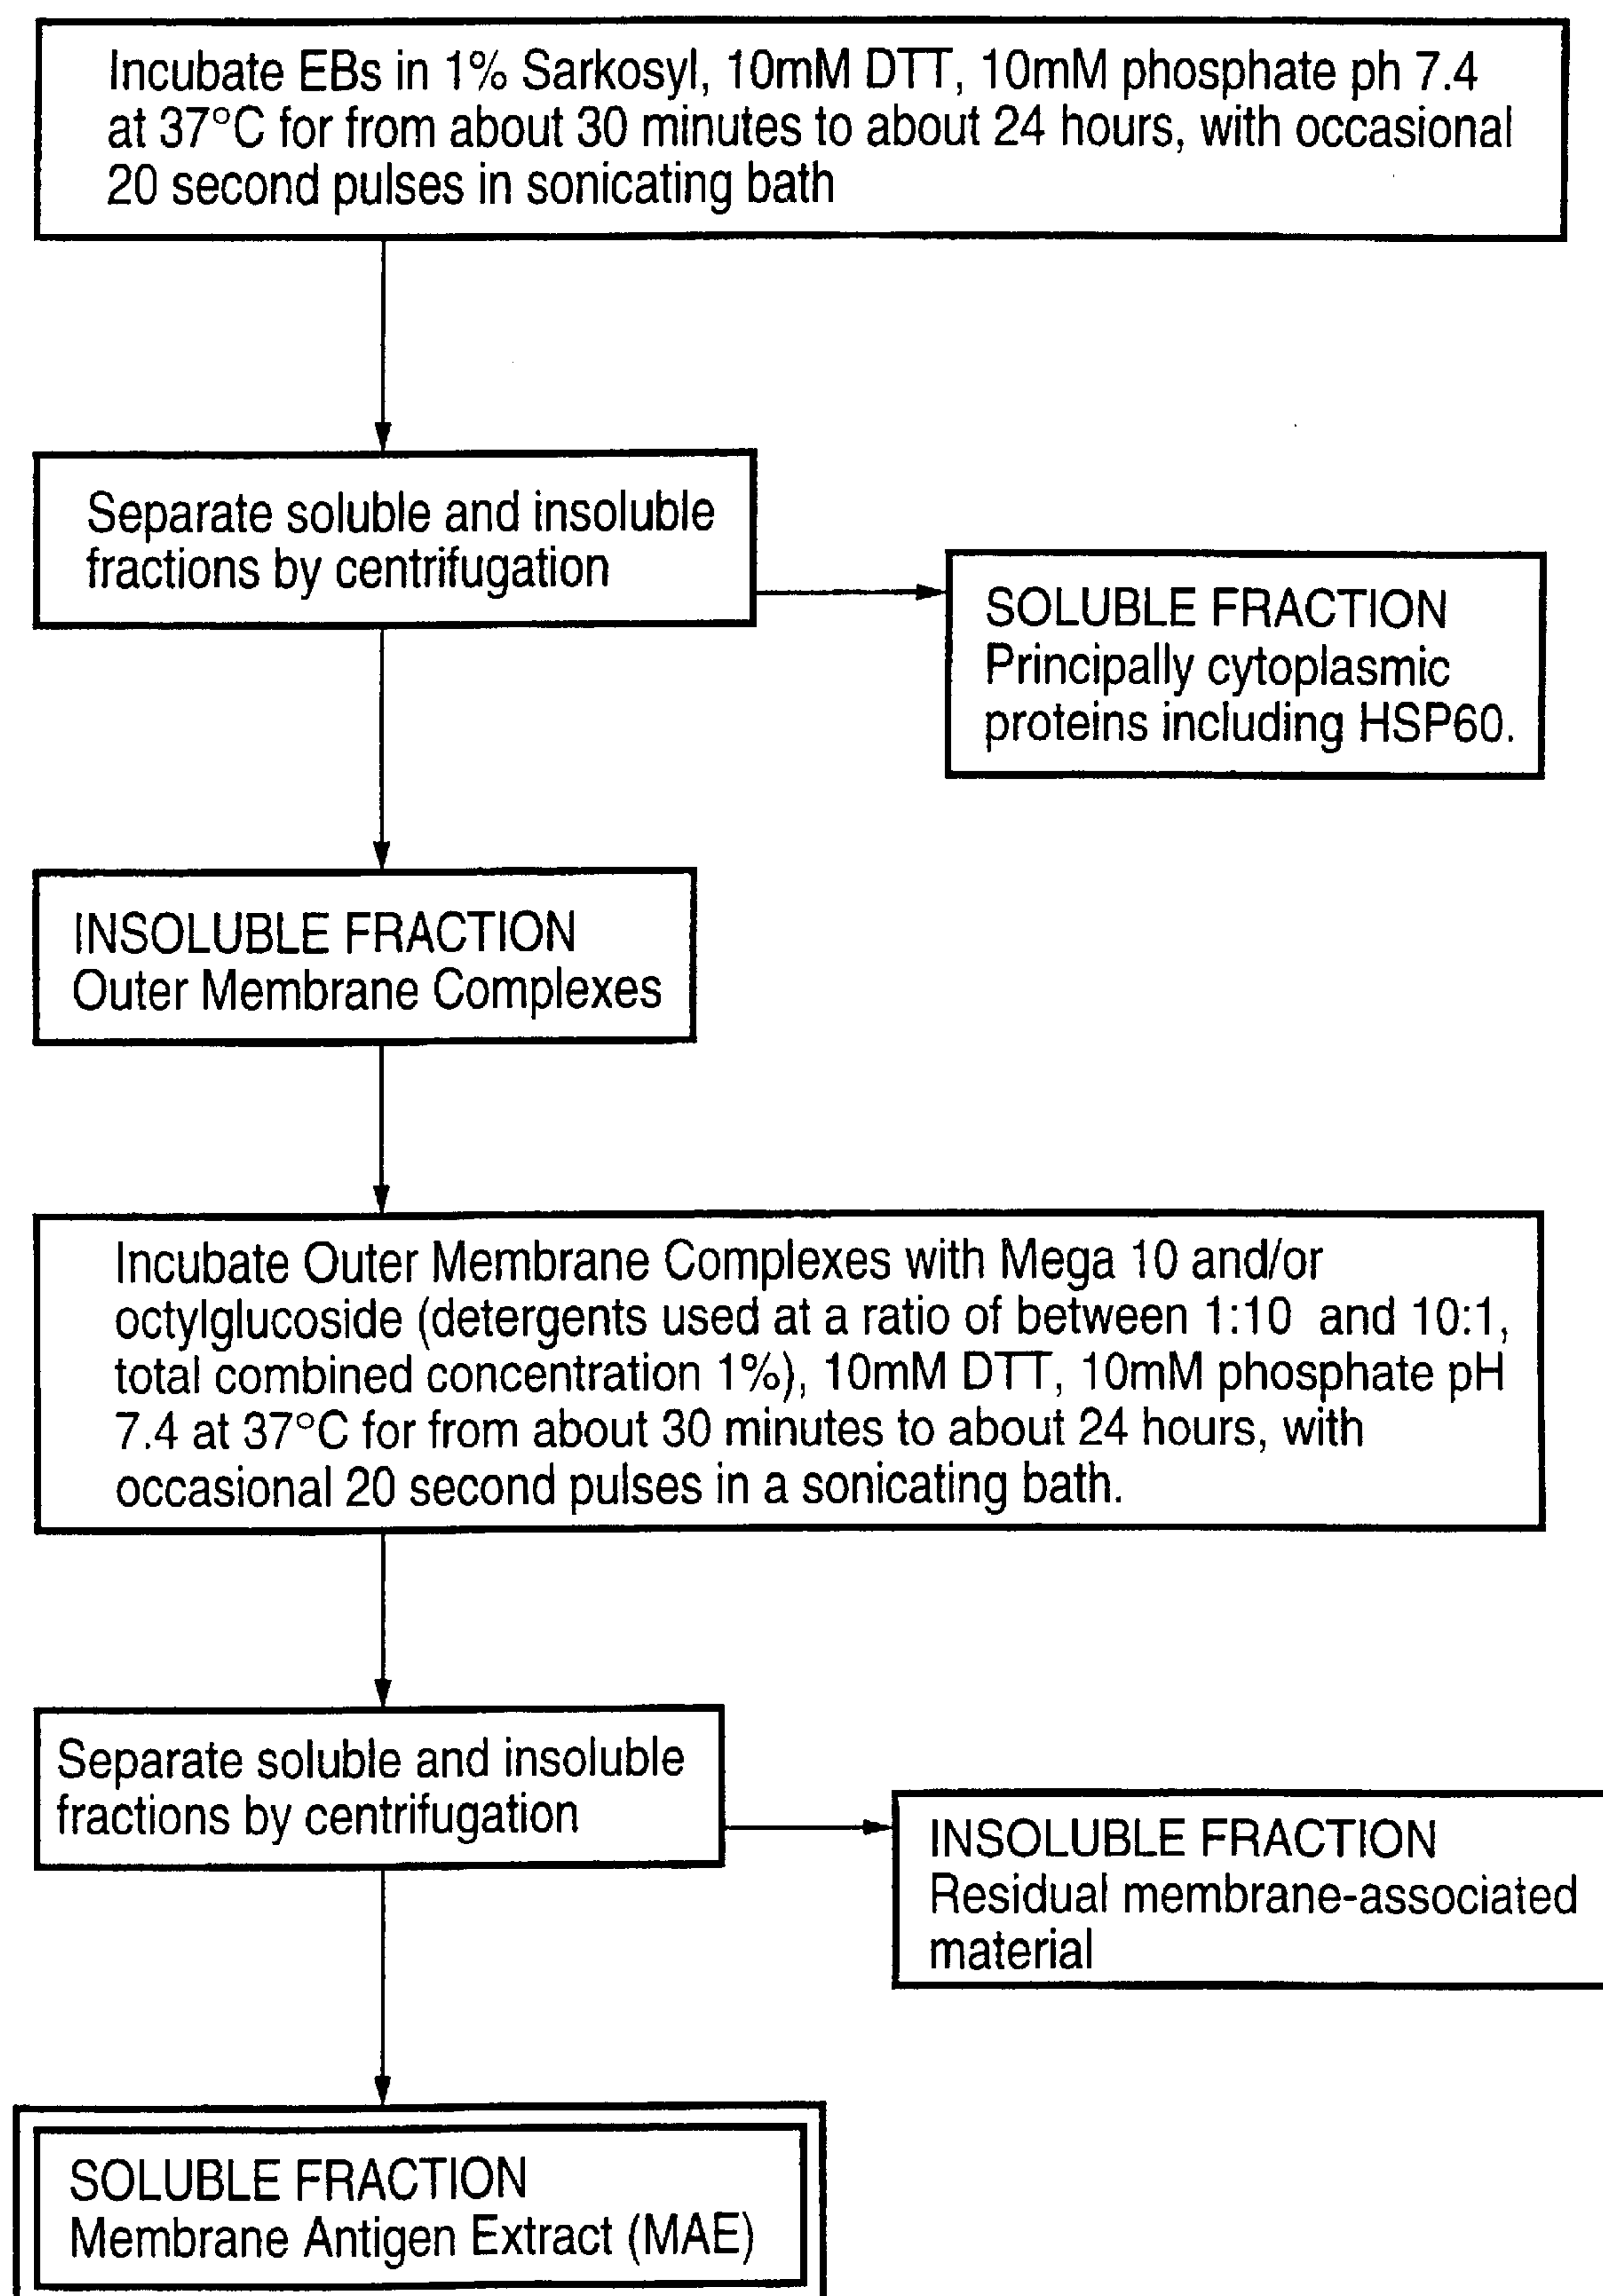 Incubate EBs in 1% Sarkosyl, 10mM DTT, 10mM phosphate ph 7.4
at 37°C for from about 30 minutes to about 24 hours, with occasional
20 second pulses in sonicating bath
Separate soluble and insoluble
fractions by centrifugation
SOLUBLE FRACTION
Principally cytoplasmic
proteins including HSP60.
INSOLUBLE FRACTION
Outer Membrane Complexes
Incubate Outer Membrane Complexes with Mega 10 and/or
octylglucoside (detergents used at a ratio of between 1:10 and 10:1,
total combined concentration 1%), 10mM DTT, 10mM phosphate pH
7.4 at 37°C for from about 30 minutes to about 24 hours, with
occasional 20 second pulses in a sonicating bath.
Separate soluble and insoluble
fractions by centrifugation
INSOLUBLE FRACTION
Residual membrane-associated
material
SOLUBLE FRACTION
Membrane Antigen Extract (MAE)